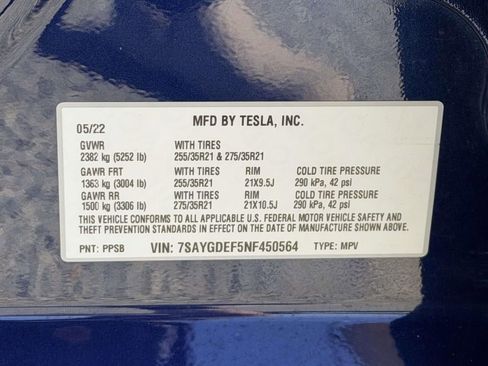 MFD BY TESLA, INC.
05/22
GVWR WITH TIRES
2382 kg (5252 lb) 255/35R21 & 275/35R21
GAWR FRT WITH TIRES RIM COLD TIRE PRESSURE
1363 kg (3004 lb) 255/35R21 21X9.5J 290 kPa, 42 psi
GAWR RR WITH TIRES RIM COLD TIRE PRESSURE
1500 kg (3306 lb) 275/35R21 21X10.5J 290 kPa, 42 psi
THIS VEHICLE CONFORMS TO ALL APPLICABLE U.S. FEDERAL MOTOR VEHICLE SAFETY AND
THEFT PREVENTION STANDARDS IN EFFECT ON THE DATE OF MANUFACTURE SHOWN ABOVE.
PNT: PPSB VIN: 7SAYGDEF5NF450564 TYPE: MPV